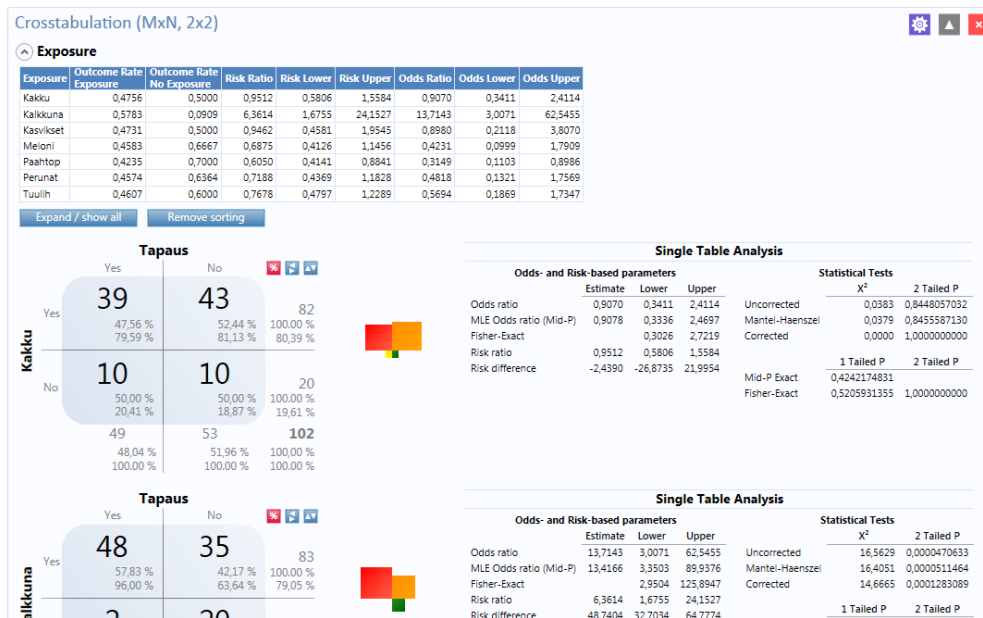 Crosstabulation (MxN, 2x2)
Exposure
Exposure Outcome Rate Exposure Outcome Rate No Exposure Risk Ratio Risk Lower Risk Upper Odds Ratio Odds Lower Odds Upper
Kakku 0,4756 0,5000 0,9512 0,5806 1,5584 0,9070 0,3411 2,4114
Kalkkuna 0,5783 0,0909 6,3614 1,6755 24,1527 13,7143 3,0071 62,5455
Kasvikset 0,4731 0,5000 0,9462 0,4581 1,9545 0,8980 0,2118 3,8070
Meloni 0,4583 0,6667 0,6875 0,4126 1,1456 0,4231 0,0999 1,7909
Paahtop 0,4235 0,7000 0,6050 0,4141 0,8841 0,3149 0,1103 0,8986
Perunat 0,4574 0,6364 0,7188 0,4369 1,1828 0,4818 0,1321 1,7569
Tuulih 0,4607 0,6000 0,7678 0,4797 1,2289 0,5694 0,1869 1,7347
Expand / show all Remove sorting
Tapaus
Yes No %
Kakku
Yes 39 43 82
47,56 % 52,44 % 100.00 %
79,59 % 81,13 % 80,39 %
No 10 10 20
50,00 % 50,00 % 100.00 %
20,41 % 18,87 % 19,61 %
49 53 102
48,04 % 51,96 % 100,00 %
100.00 % 100.00 % 100.00 %
Single Table Analysis
Odds- and Risk-based parameters Statistical Tests
Estimate Lower Upper X² 2 Tailed P
Odds ratio 0,9070 0,3411 2,4114 Uncorrected 0,0383 0,8448057032
MLE Odds ratio (Mid-P) 0,9078 0,3336 2,4697 Mantel-Haenszel 0,0379 0,8455587130
Fisher-Exact 0,3026 2,7219 Corrected 0,0000 1,0000000000
Risk ratio 0,9512 0,5806 1,5584
1 Tailed P 2 Tailed P
Risk difference -2,4390 -26,8735 21,9954
Mid-P Exact 0,4242174831
Fisher-Exact 0,5205931355 1,0000000000
Tapaus
Yes No %
Yes 48 35 83
57,83 % 42,17 % 100.00 %
96,00 % 63,64 % 79,05 %
Single Table Analysis
Odds- and Risk-based parameters Statistical Tests
Estimate Lower Upper X² 2 Tailed P
Odds ratio 13,7143 3,0071 62,5455 Uncorrected 16,5629 0,0000470633
MLE Odds ratio (Mid-P) 13,4166 3,3503 89,9376 Mantel-Haenszel 16,4051 0,0000511464
Fisher-Exact 2,9504 125,8947 Corrected 14,6665 0,0001283089
Risk ratio 6,3614 1,6755 24,1527
1 Tailed P 2 Tailed P
Risk difference 48,7404 32,7034 64,7774